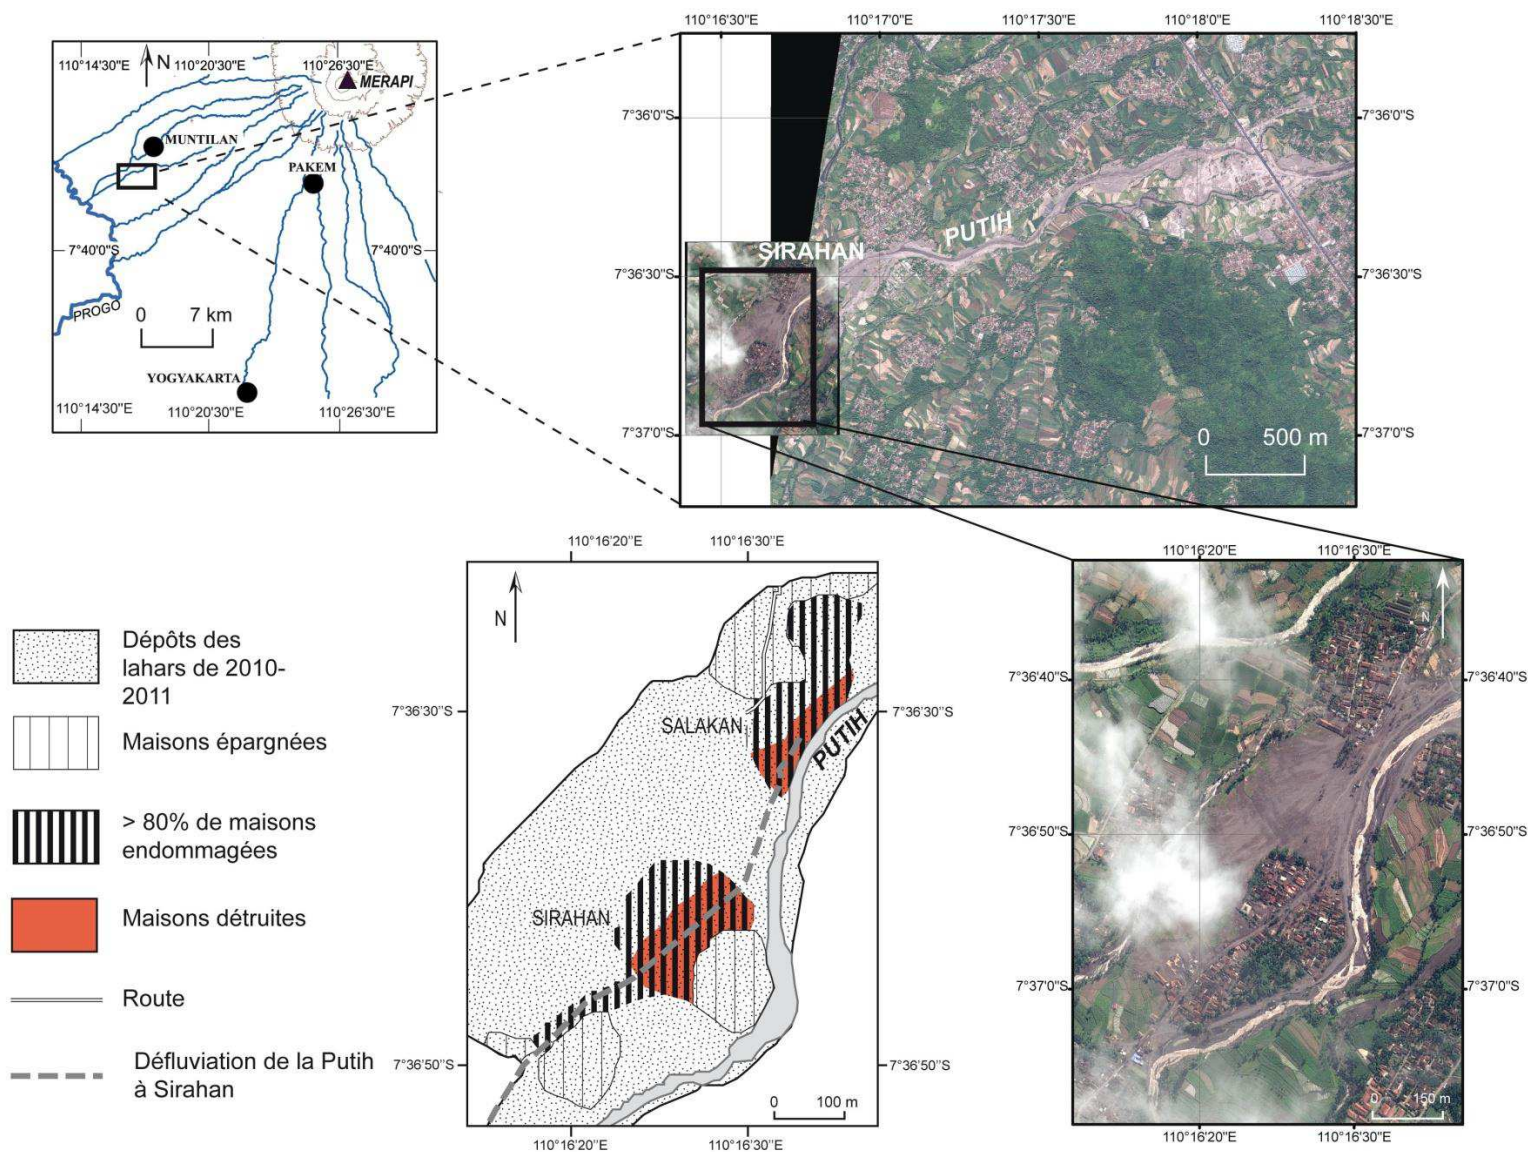 110°14'30"E
110°20'30"E
110°26'30"E
N
MERAPI
MUNTILAN
PAKEM
7°40'0"S
7°40'0"S
PROGO
0 7 km
YOGYAKARTA
110°14'30"E
110°20'30"E
110°26'30"E
110°16'30"E
110°17'0"E
110°17'30"E
110°18'0"E
110°18'30"E
7°36'0"S
7°36'0"S
PUTIH
SIRAHAN
7°36'30"S
7°36'30"S
7°37'0"S
7°37'0"S
0 500 m
Dépôts des
lahars de 2010-
2011
Maisons épargnées
> 80% de maisons
endommagées
Maisons détruites
Route
Défluviation de la Putih
à Sirahan
110°16'20"E
110°16'30"E
N
7°36'30"S
7°36'30"S
SALAKAN
PUTIH
SIRAHAN
7°36'50"S
7°36'50"S
0 100 m
110°16'20"E
110°16'30"E
110°16'20"E
110°16'30"E
N
7°36'40"S
7°36'40"S
7°36'50"S
7°36'50"S
7°37'0"S
7°37'0"S
0 150 m
110°16'20"E
110°16'30"E